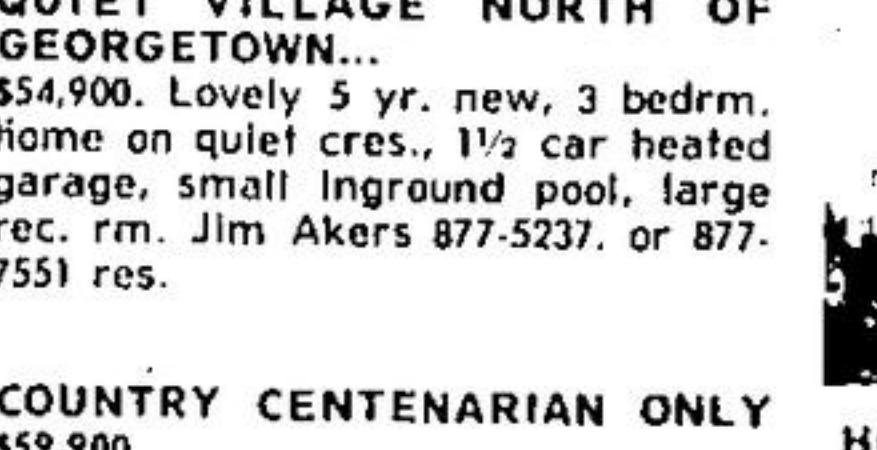 QUIET VILLAGE NORTH OF
GEORGETOWN...
$54,900. Lovely 5 yr. new, 3 bedrm.
home on quiet cres., 1½ car heated
garage, small inground pool, large
rec. rm. Jim Akers 877-5237. or 877-
7551 res.
COUNTRY CENTENARIAN ONLY
$59,900